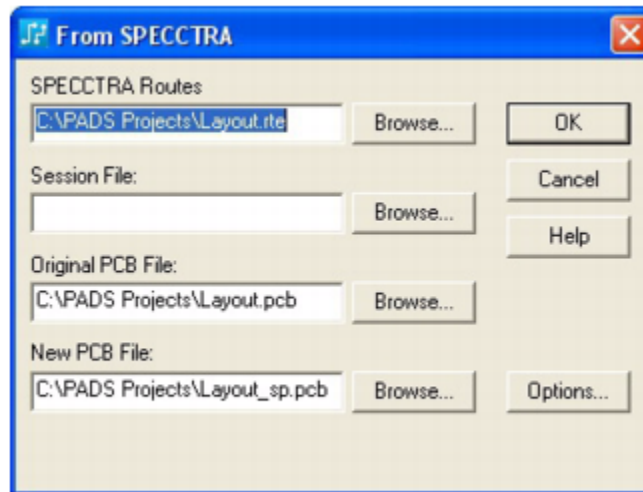 From SPECCTRA
SPECCTRA Routes
C:\PADS Projects\Layout.rte
Browse...
OK
Session File:
Browse...
Cancel
Help
Original PCB File:
C:\PADS Projects\Layout.pcb
Browse...
New PCB File:
C:\PADS Projects\Layout_sp.pcb
Browse...
Options...